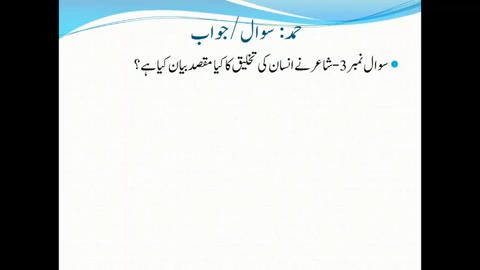 حمد: سوال/جواب
سوال نمبر 3-شاعر نے انسان کی تخلیق کا کیا مقصد بیان کیا ہے؟